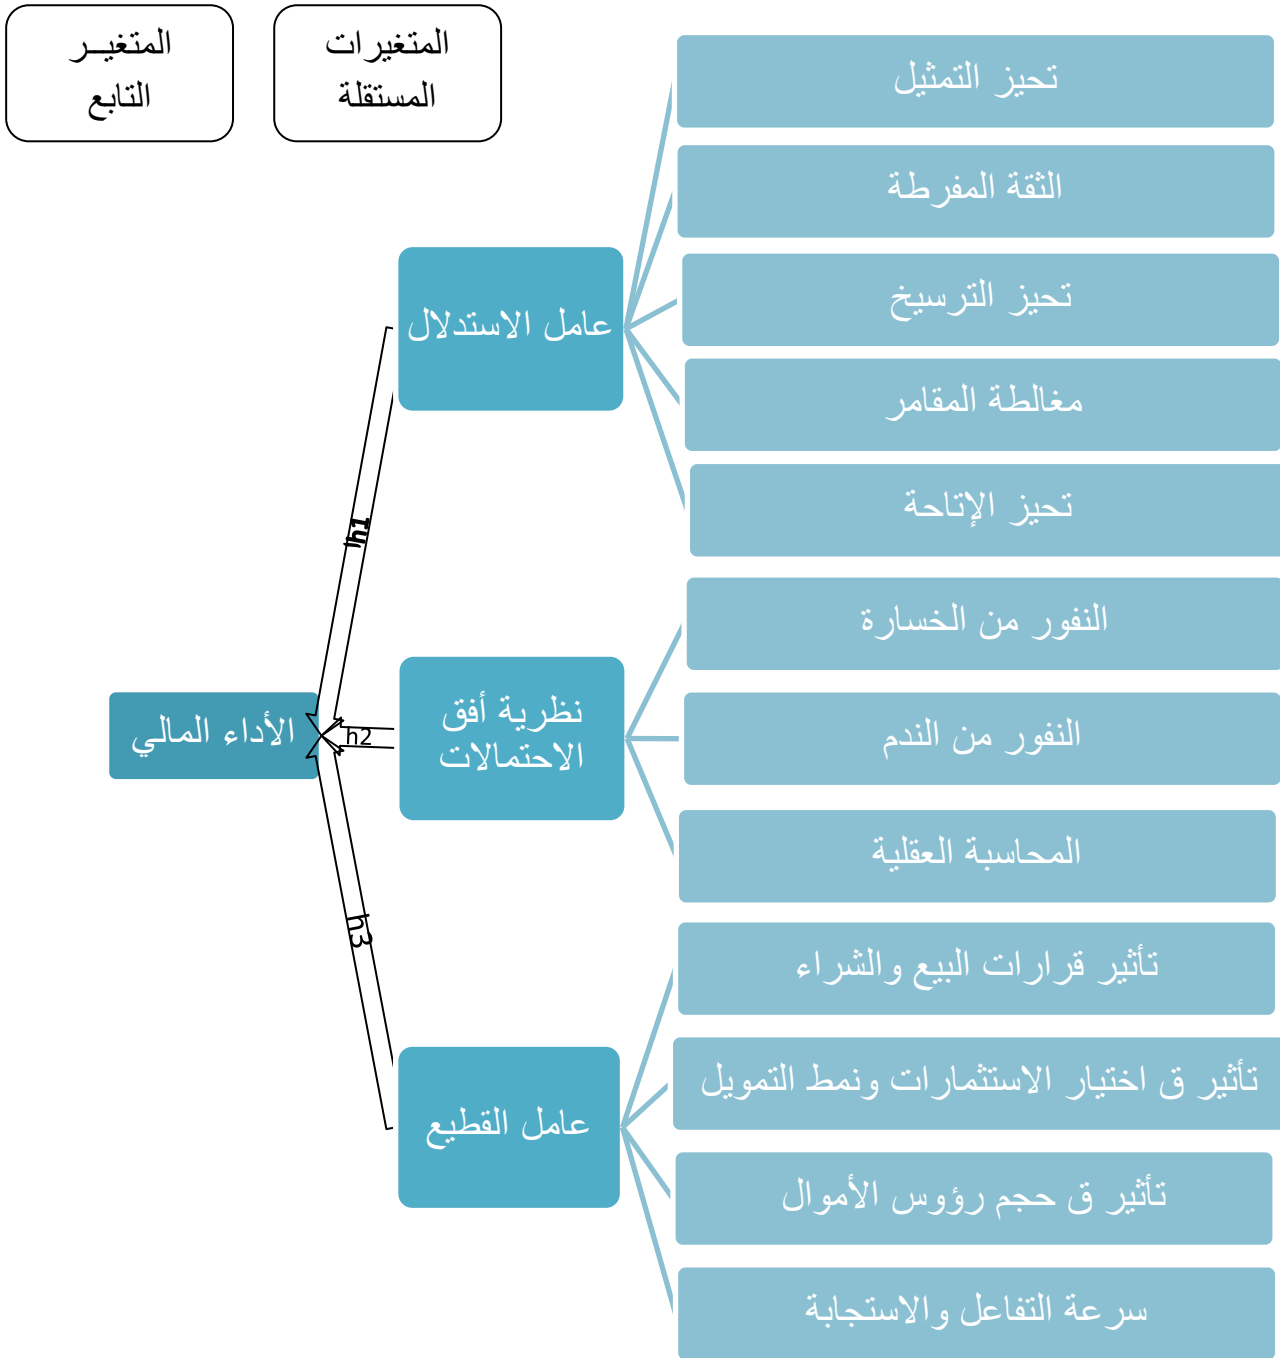 المتغيرات
المستقلة
المتغيــر
التابع
تحيز التمثيل
الثقة المفرطة
تحيز الترسيخ
مغالطة المقامر
تحيز الإتاحة
عامل الاستدلال
h1
النفور من الخسارة
النفور من الندم
المحاسبة العقلية
نظرية أفق
الاحتمالات
h2
الأداء المالي
تأثير قرارات البيع والشراء
تأثير ق اختيار الاستثمارات ونمط التمويل
تأثير ق حجم رؤوس الأموال
سرعة التفاعل والاستجابة
عامل القطيع
h3